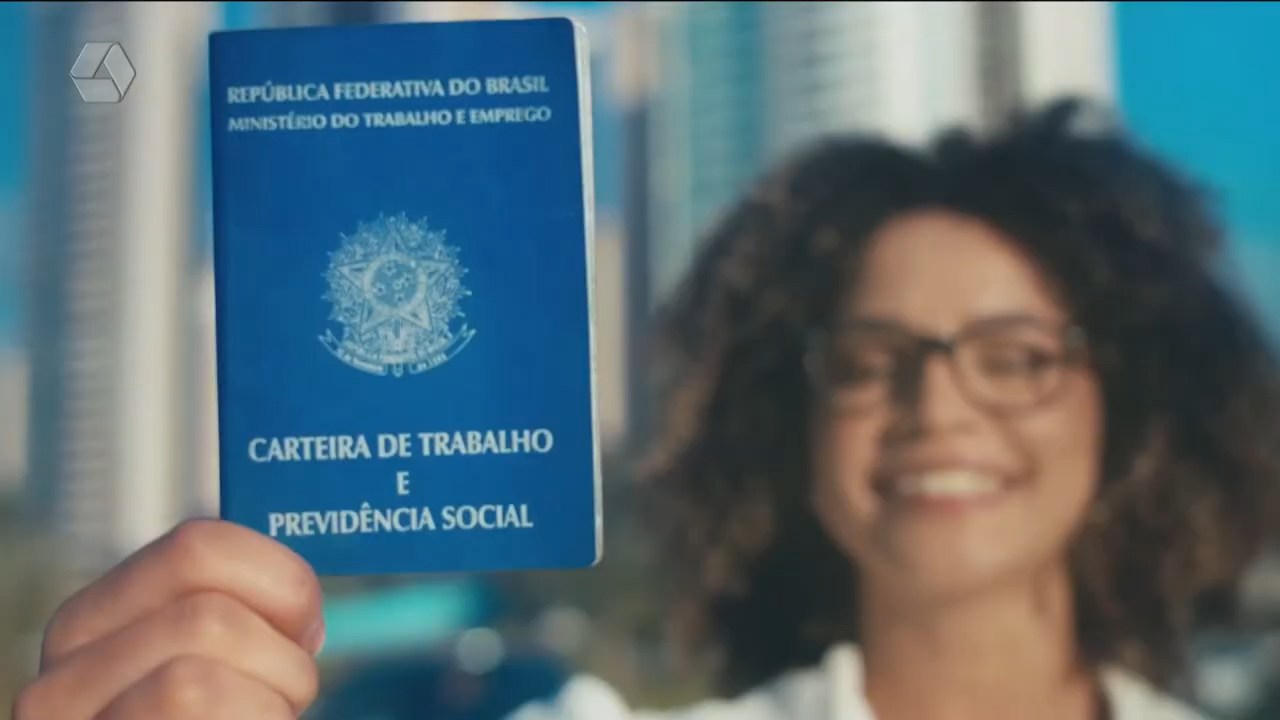 REPÚBLICA FEDERATIVA DO BRASIL
MINISTÉRIO DO TRABALHO E EMPREGO
CARTEIRA DE TRABALHO
E
PREVIDÊNCIA SOCIAL